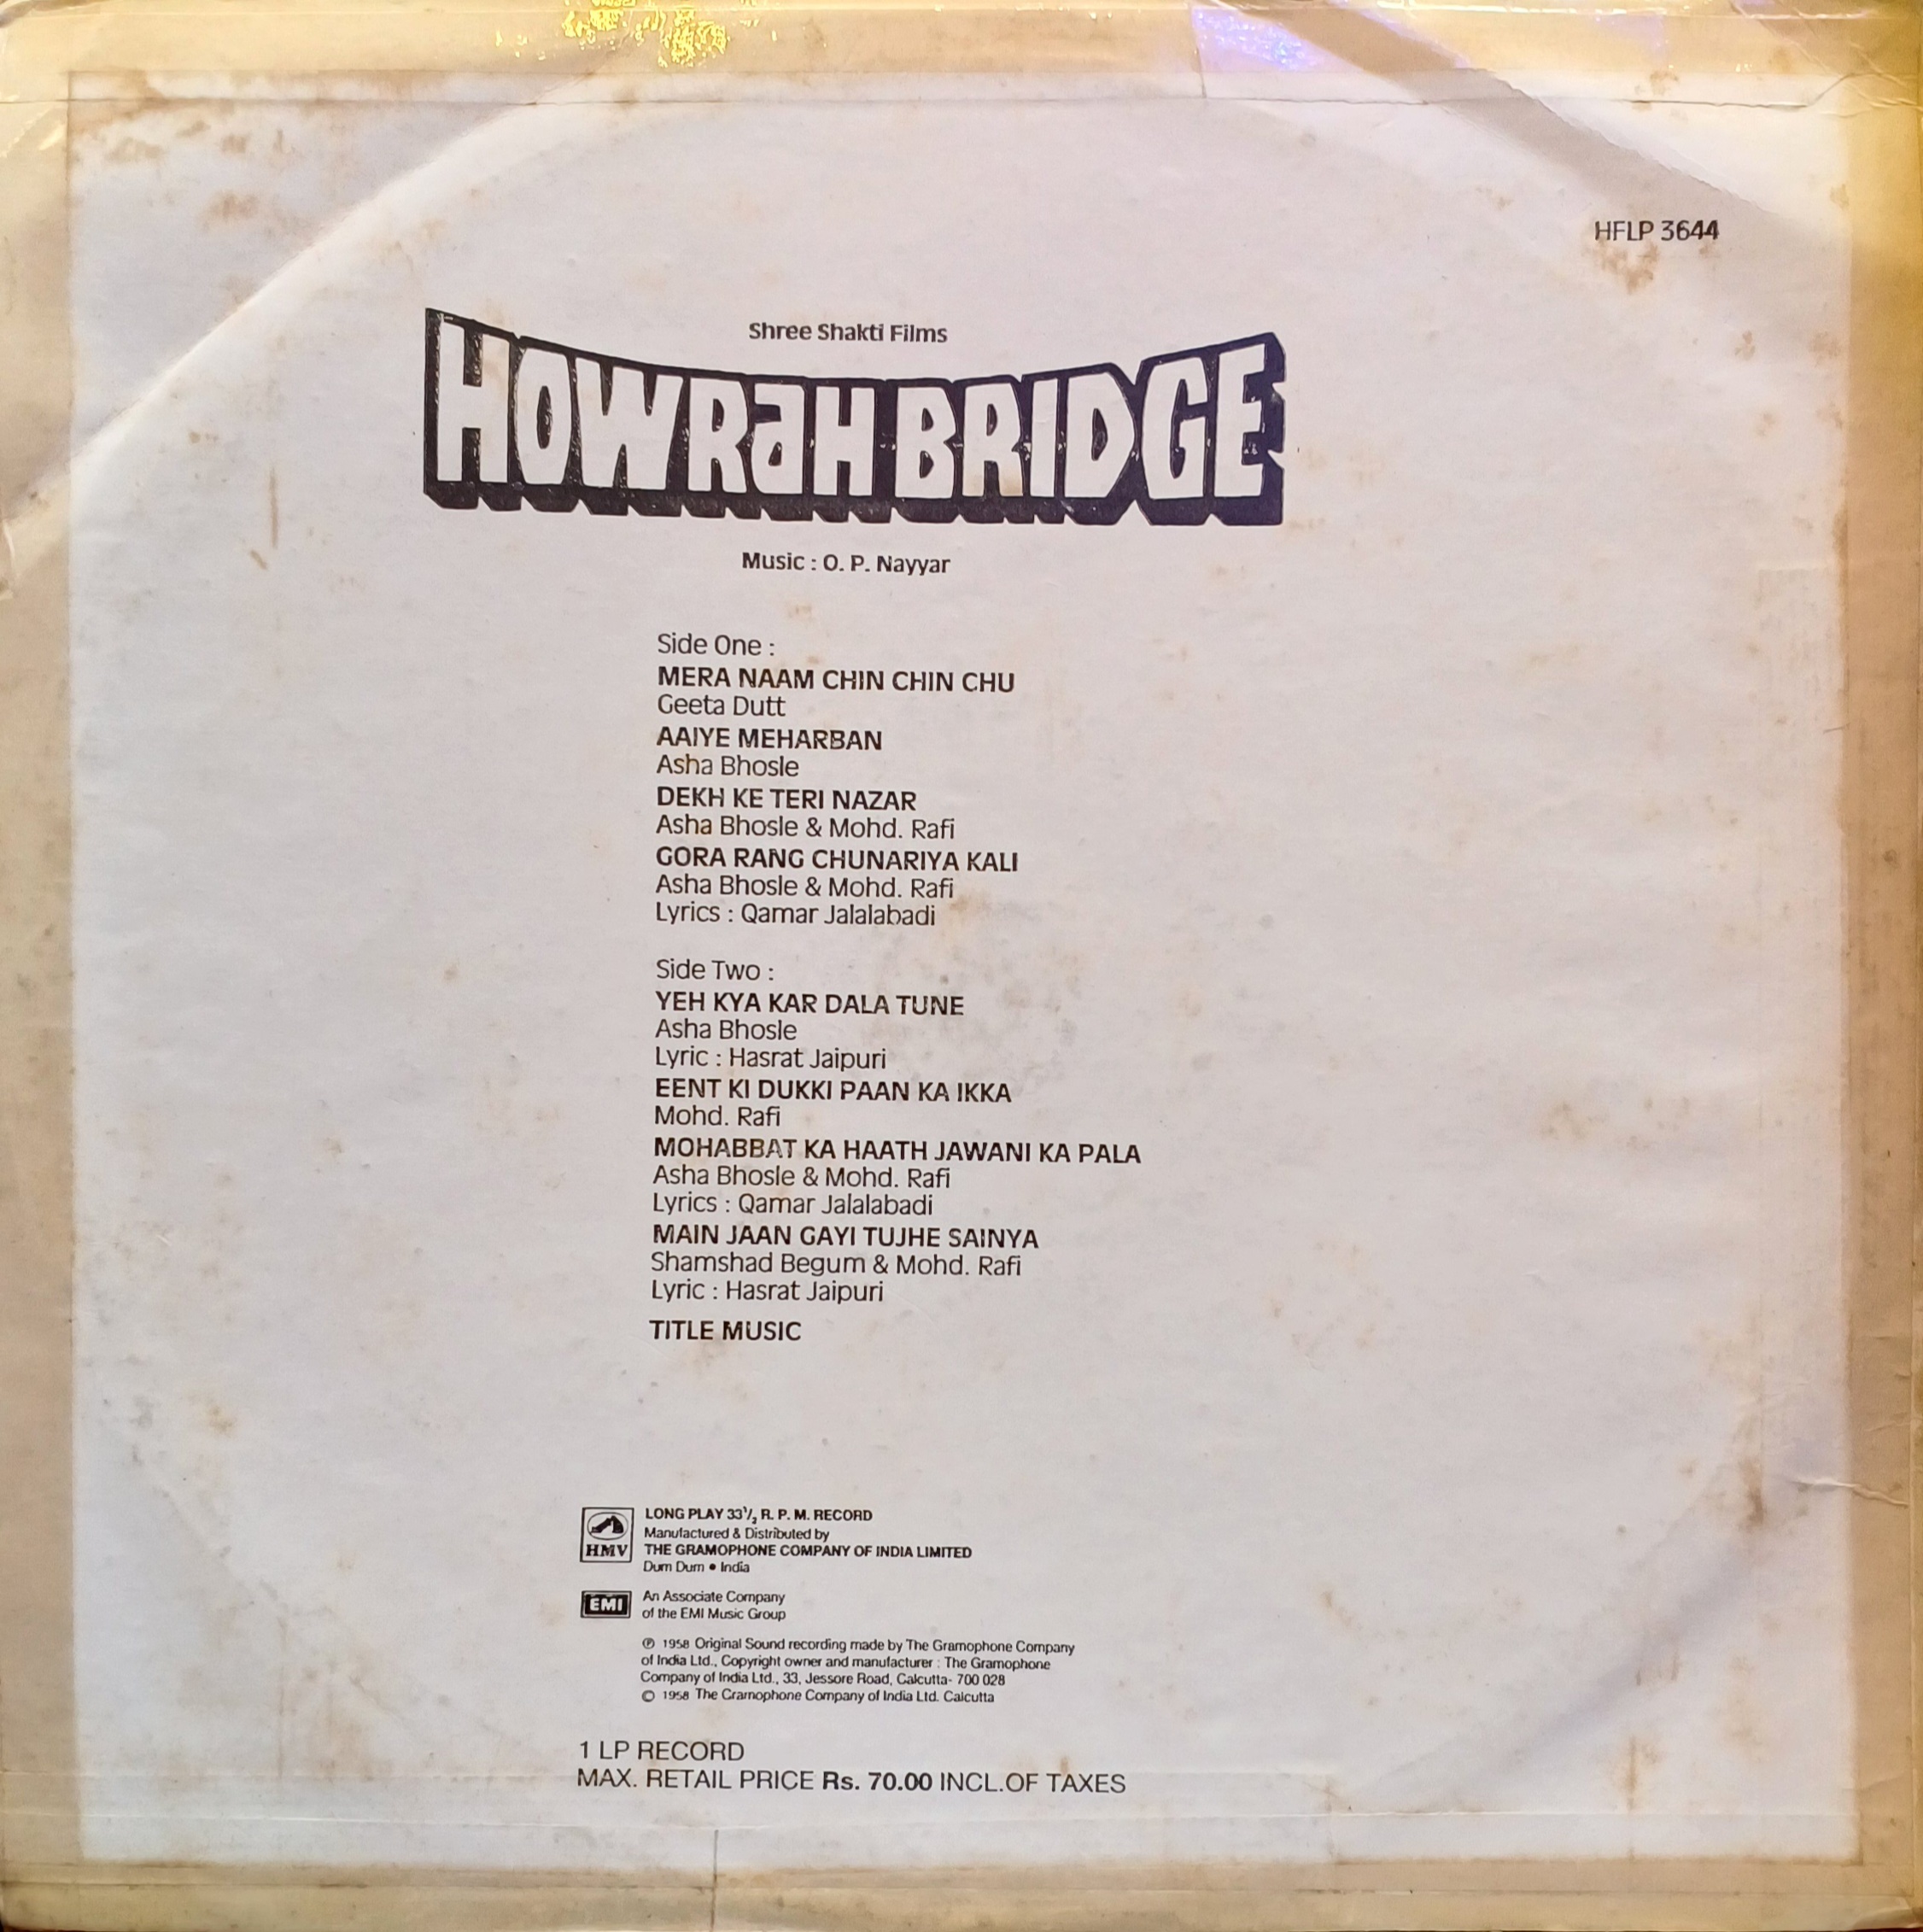 HFLP 3644
Shree Shakti Films
HOWRaH BRIDGE
Music : O. P. Nayyar
Side One :
MERA NAAM CHIN CHIN CHU
Geeta Dutt
AAIYE MEHARBAN
Asha Bhosle
DEKH KE TERI NAZAR
Asha Bhosle & Mohd. Rafi
GORA RANG CHUNARIYA KALI
Asha Bhosle & Mohd. Rafi
Lyrics : Qamar Jalalabadi
Side Two :
YEH KYA KAR DALA TUNE
Asha Bhosle
Lyric : Hasrat Jaipuri
EENT KI DUKKI PAAN KA IKKA
Mohd. Rafi
MOHABBAT KA HAATH JAWANI KA PALA
Asha Bhosle & Mohd. Rafi
Lyrics : Qamar Jalalabadi
MAIN JAAN GAYI TUJHE SAINYA
Shamshad Begum & Mohd. Rafi
Lyric : Hasrat Jaipuri
TITLE MUSIC
HMV
LONG PLAY 33⅓ R. P. M. RECORD
Manufactured & Distributed by
THE GRAMOPHONE COMPANY OF INDIA LIMITED
Dum Dum • India
EMI
An Associate Company
of the EMI Music Group
℗ 1958 Original Sound recording made by The Gramophone Company
of India Ltd., Copyright owner and manufacturer : The Gramophone
Company of India Ltd., 33, Jessore Road, Calcutta- 700 028
© 1958 The Gramophone Company of India Ltd. Calcutta
1 LP RECORD
MAX. RETAIL PRICE Rs. 70.00 INCL.OF TAXES